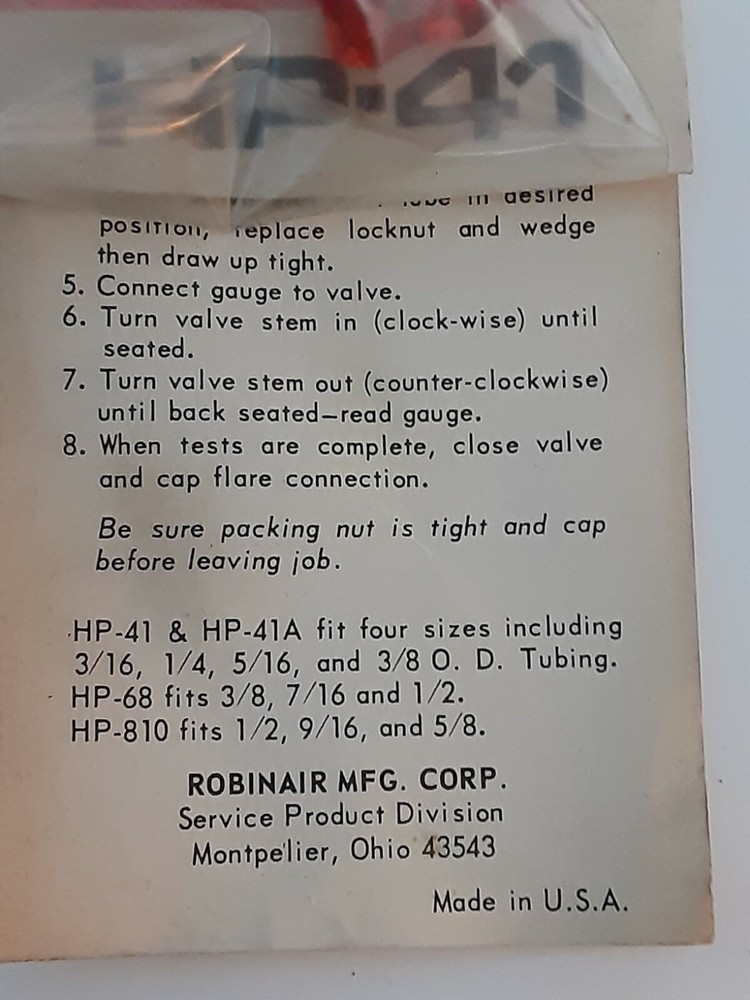 HP-41
in desired
position, replace locknut and wedge
then draw up tight.
5. Connect gauge to valve.
6. Turn valve stem in (clock-wise) until
seated.
7. Turn valve stem out (counter-clockwise)
until back seated—read gauge.
8. When tests are complete, close valve
and cap flare connection.
Be sure packing nut is tight and cap
before leaving job.
HP-41 & HP-41A fit four sizes including
3/16, 1/4, 5/16, and 3/8 O. D. Tubing.
HP-68 fits 3/8, 7/16 and 1/2.
HP-810 fits 1/2, 9/16, and 5/8.
ROBINAIR MFG. CORP.
Service Product Division
Montpelier, Ohio 43543
Made in U.S.A.